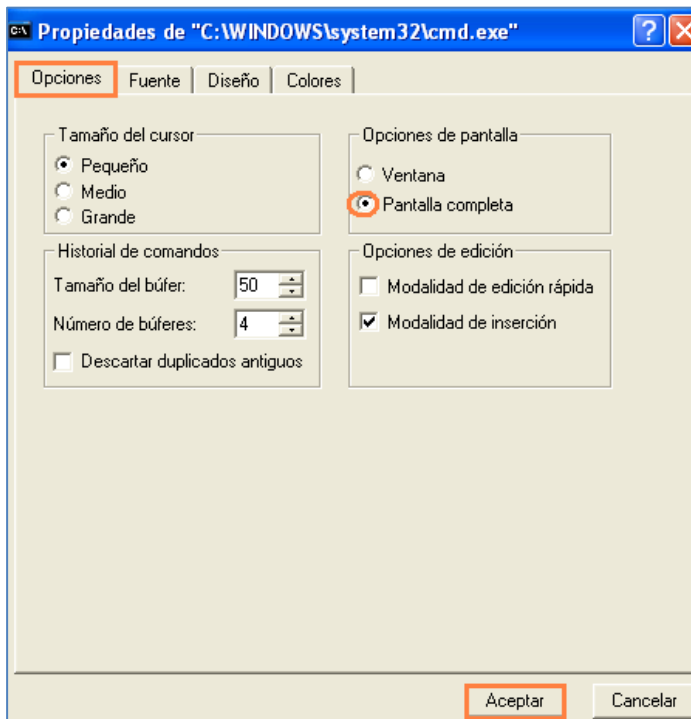 Propiedades de "C:\WINDOWS\system32\cmd.exe"
Opciones Fuente Diseño Colores
Tamaño del cursor
Pequeño
Medio
Grande
Opciones de pantalla
Ventana
Pantalla completa
Historial de comandos
Tamaño del búfer: 50
Número de búferes: 4
Descartar duplicados antiguos
Opciones de edición
Modalidad de edición rápida
Modalidad de inserción
Aceptar Cancelar